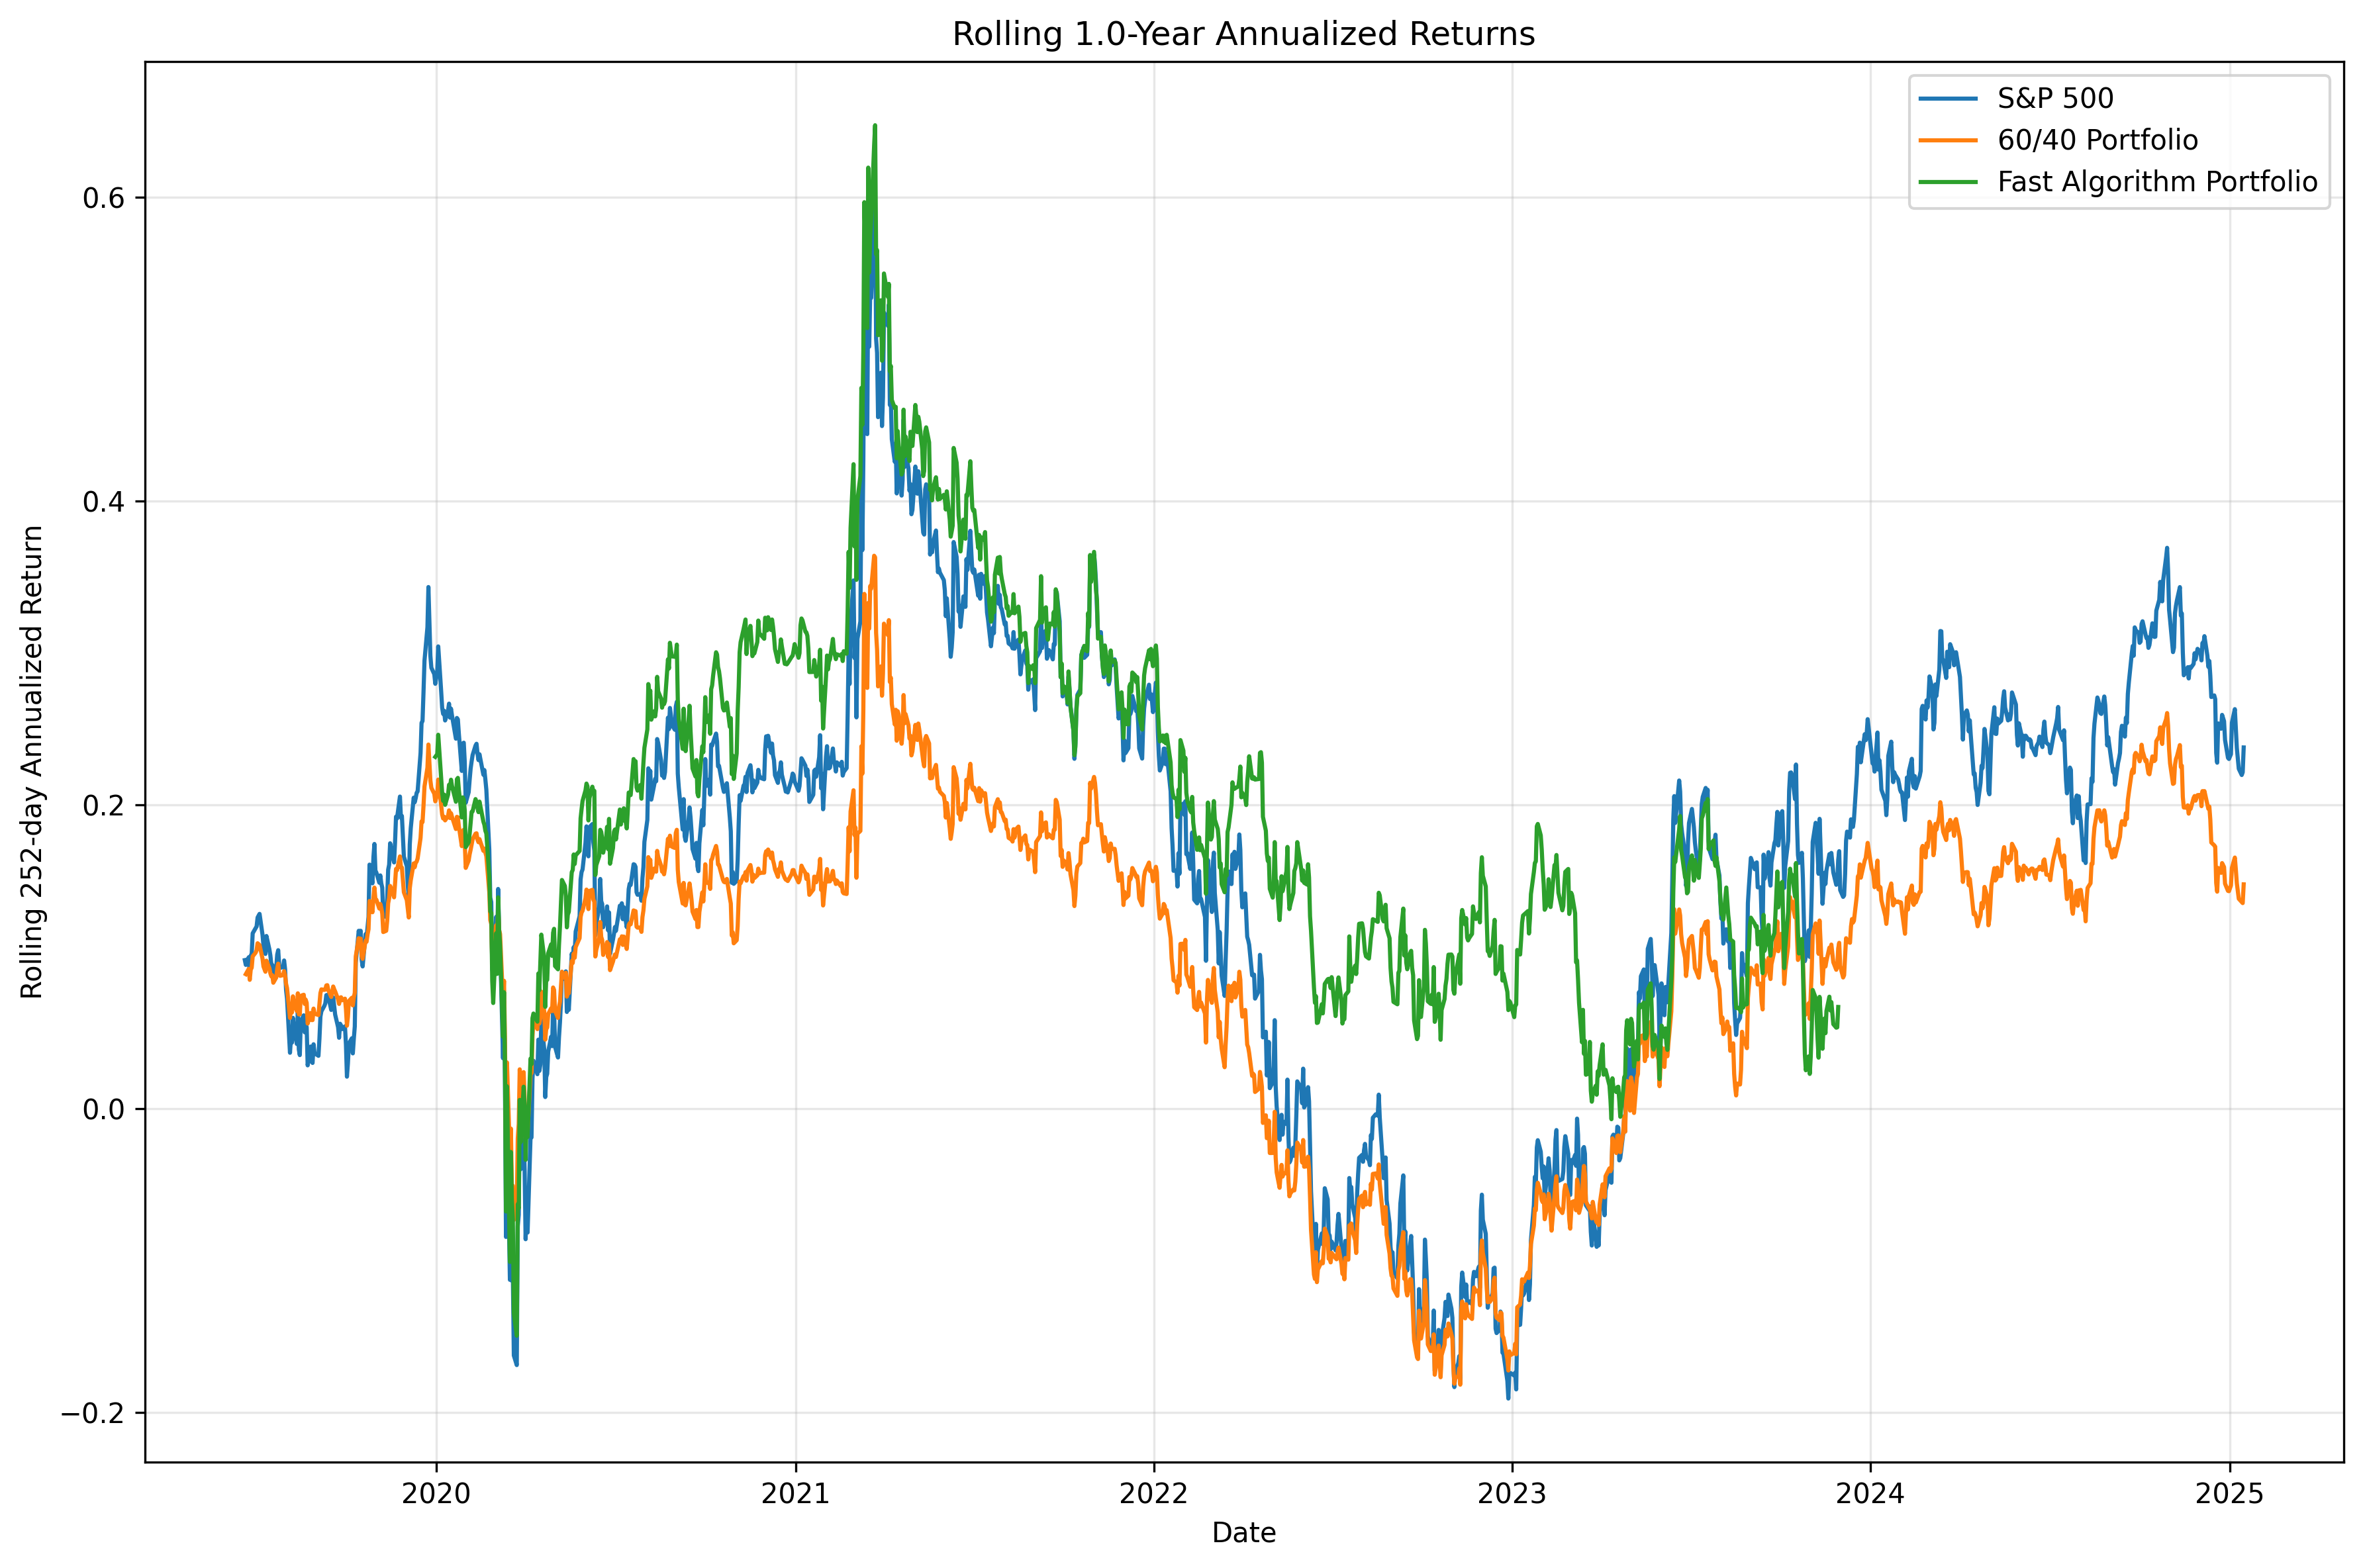 Rolling 1.0-Year Annualized Returns
S&P 500
60/40 Portfolio
Fast Algorithm Portfolio
Rolling 252-day Annualized Return
0.6
0.4
0.2
0.0
−0.2
2020
2021
2022
2023
2024
2025
Date